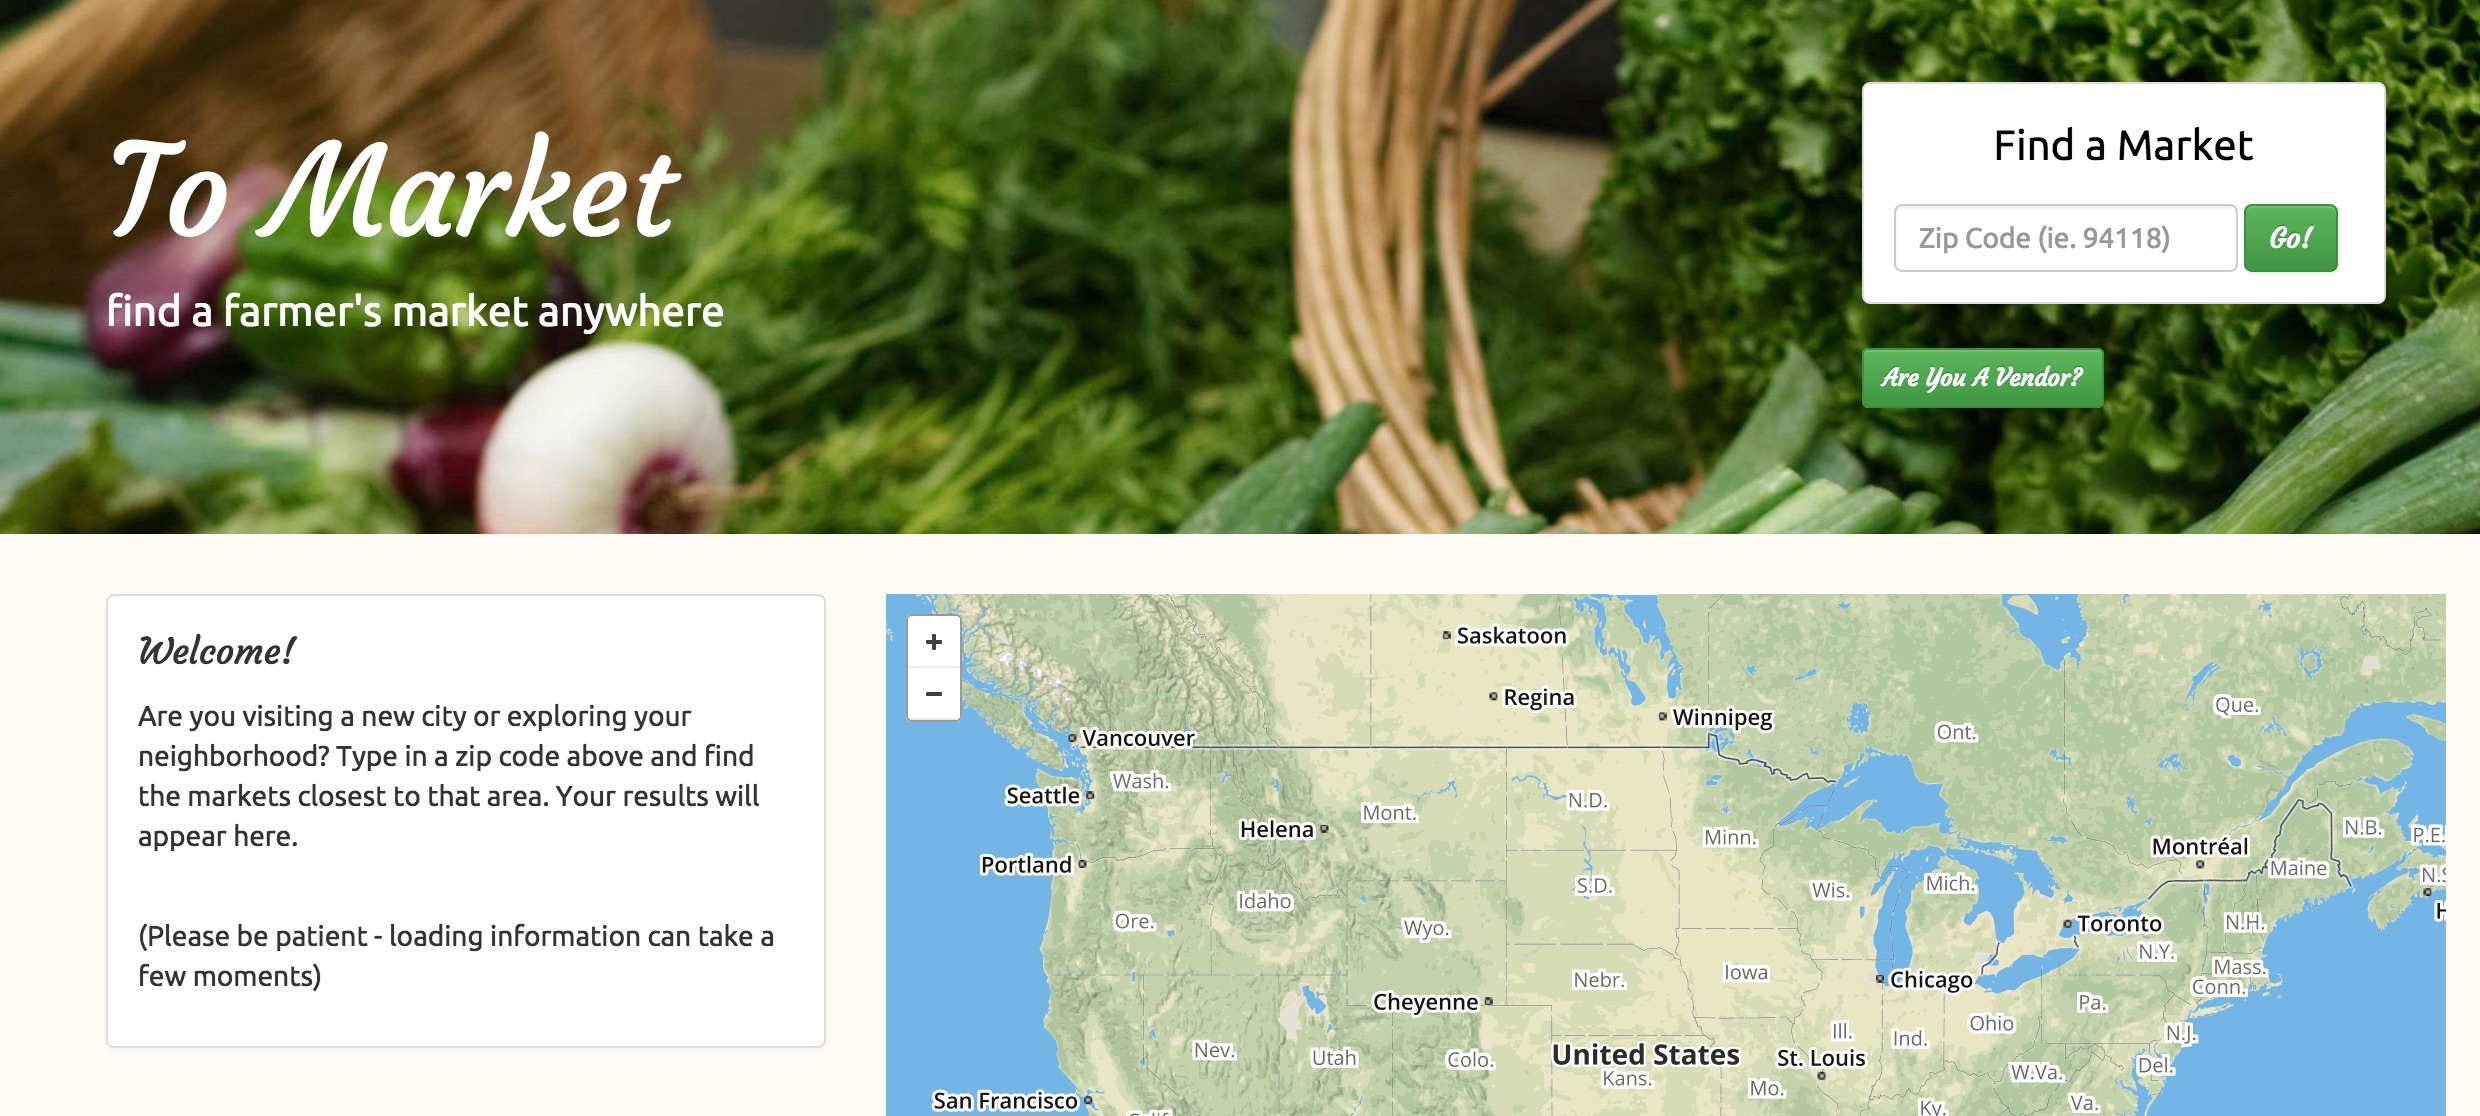 To Market
find a farmer's market anywhere
Find a Market
Zip Code (ie. 94118)
Go!
Are You A Vendor?
Welcome!
Are you visiting a new city or exploring your
neighborhood? Type in a zip code above and find
the markets closest to that area. Your results will
appear here.
(Please be patient - loading information can take a
few moments)
+
−
Saskatoon
Regina
Winnipeg
Que.
Ont.
Vancouver
Wash.
Seattle
Mont.
N.D.
Helena
Minn.
N.B.
P.E.
Montréal
Portland
Maine
N.S
Idaho
S.D.
Wis.
Mich.
H
Ore.
Wyo.
Toronto
N.H.
N.Y.
Mass.
Iowa
Nebr.
Chicago
Conn.
Cheyenne
Pa.
Ohio
Ill.
Ind.
N.J.
Nev.
Utah
Colo.
United States
St. Louis
Del.
Kans.
Mo.
W.Va.
San Francisco
Ky.
Va.